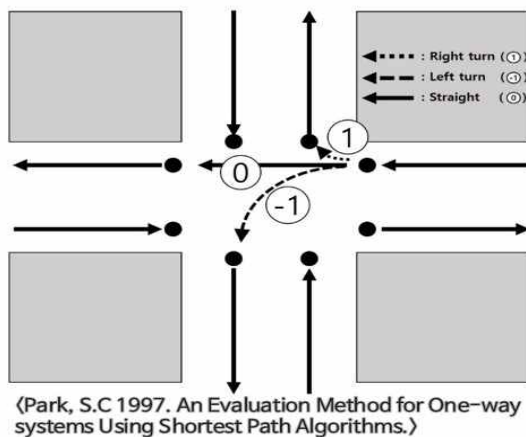 : Right turn (1)
: Left turn (-1)
: Straight (0)
1
0
-1
〈Park, S.C 1997. An Evaluation Method for One-way
systems Using Shortest Path Algorithms.〉